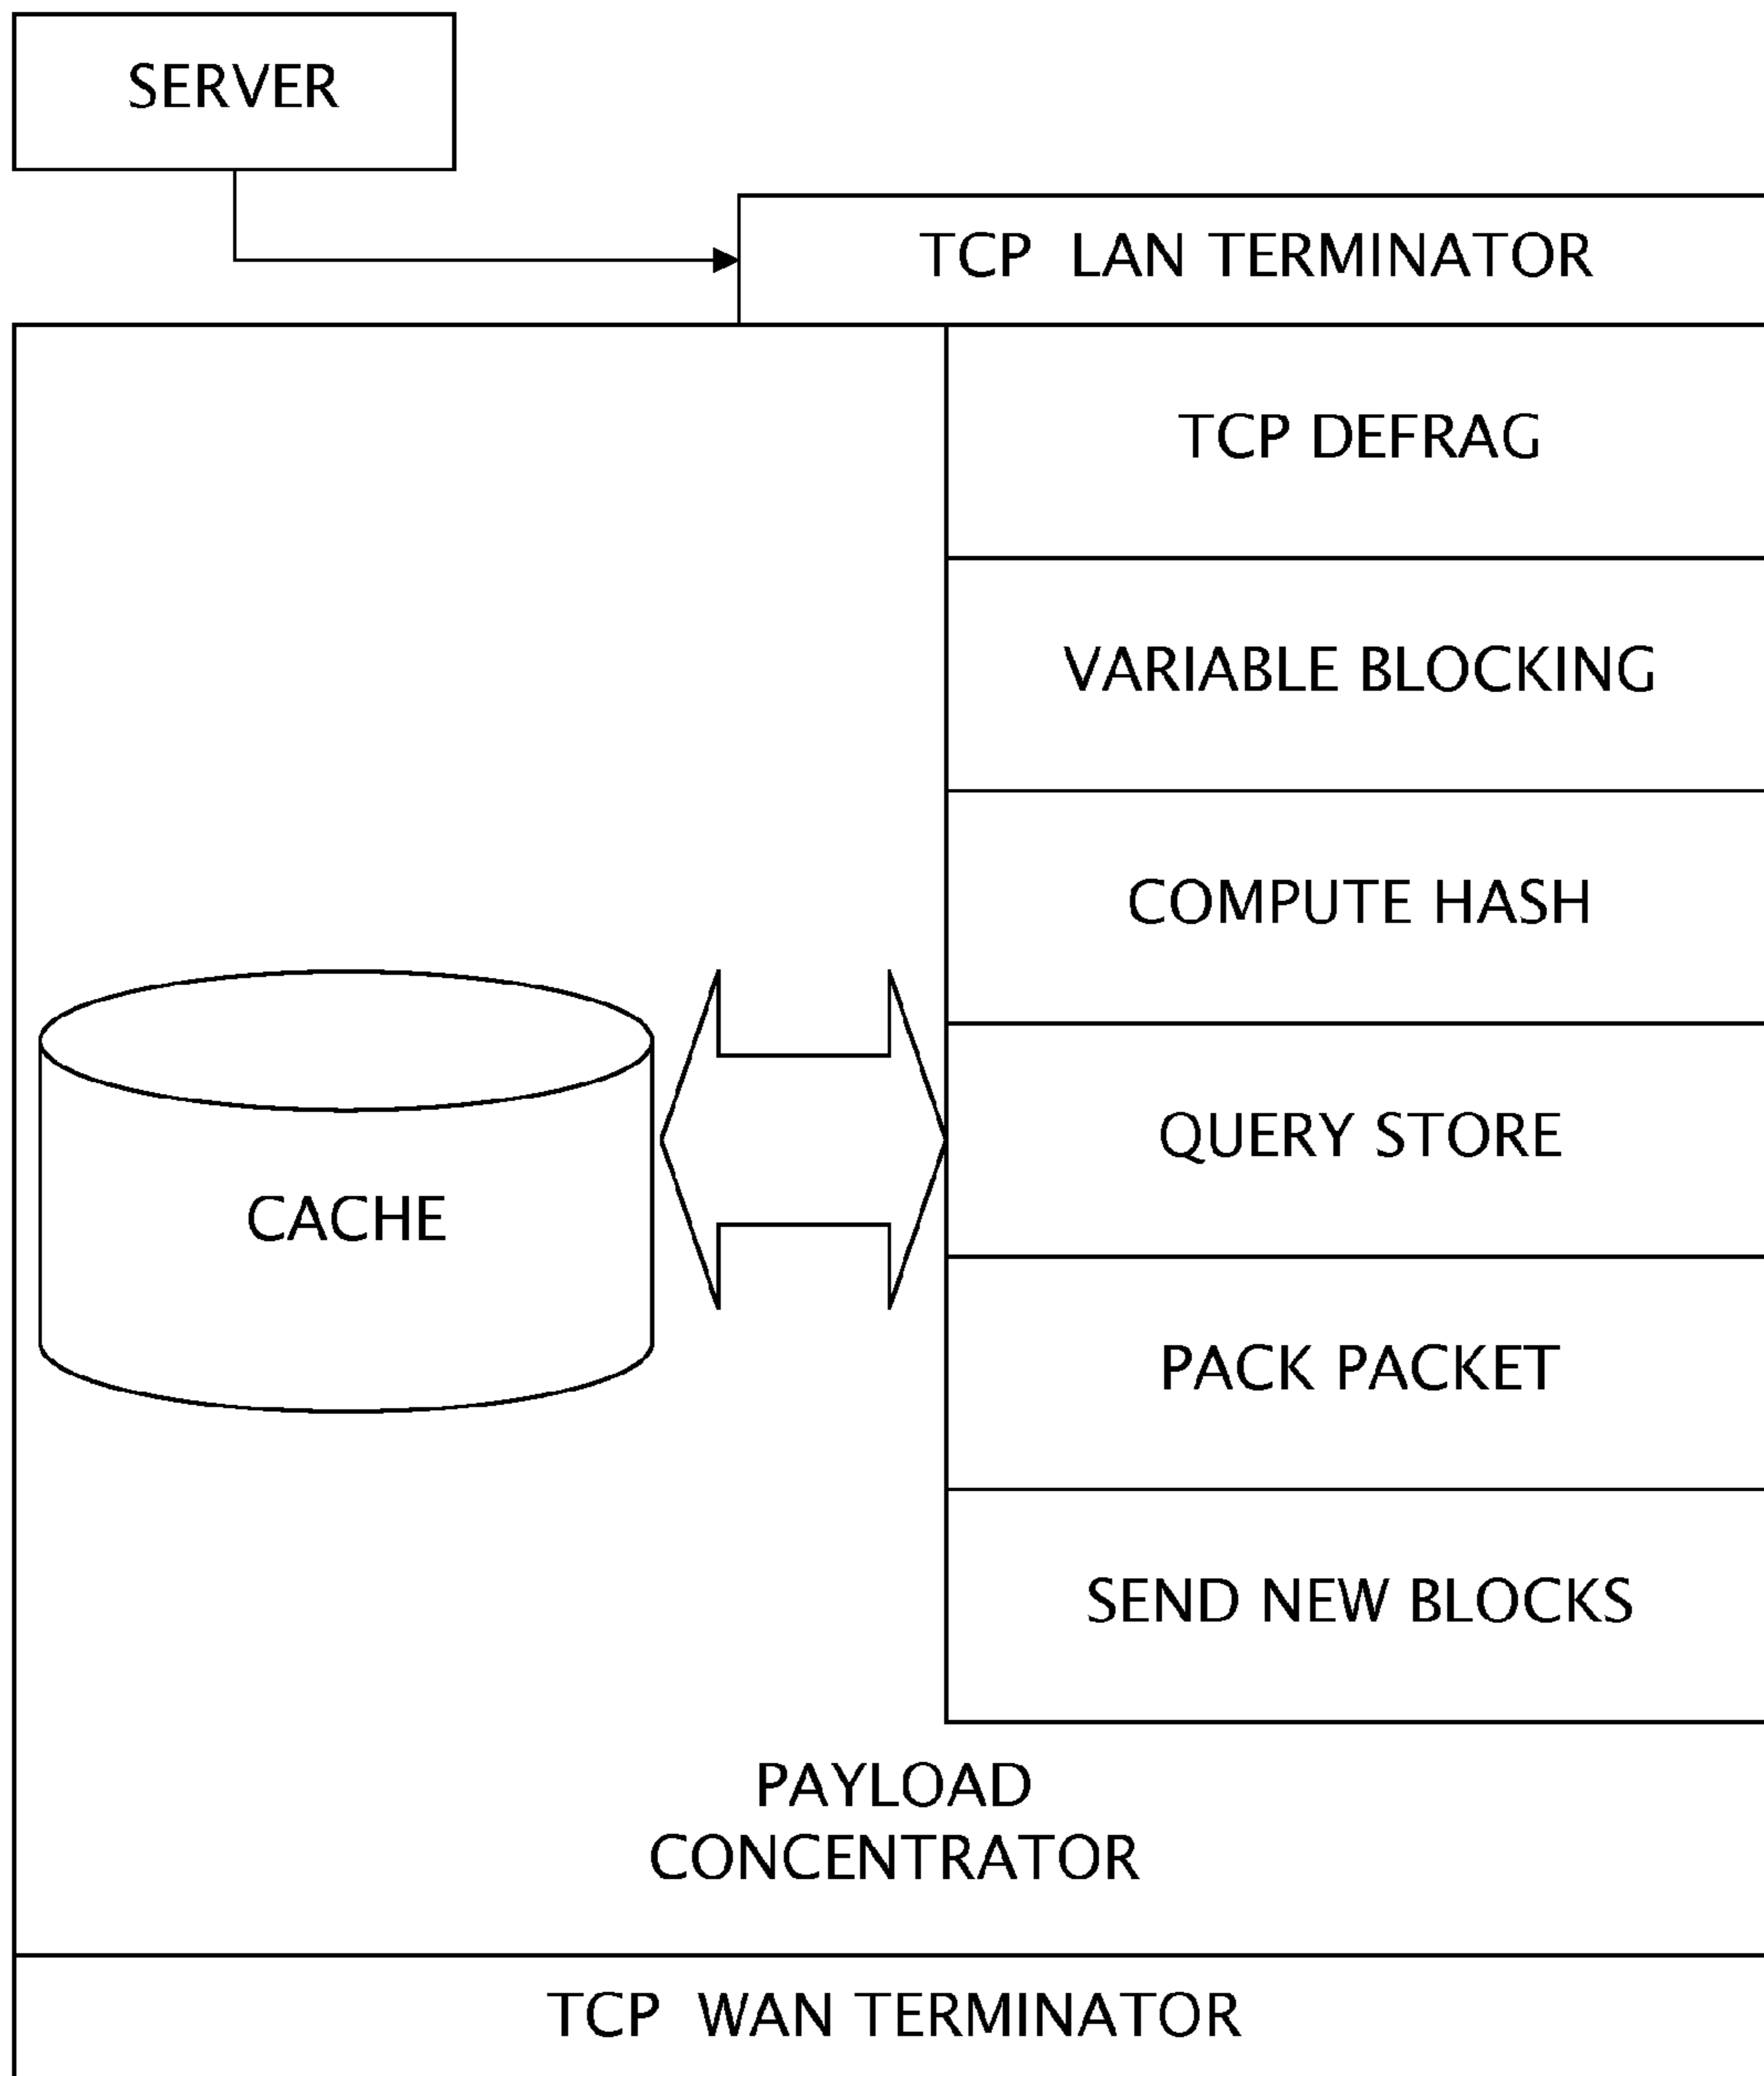 SERVER
TCP LAN TERMINATOR
TCP DEFRAG
VARIABLE BLOCKING
COMPUTE HASH
QUERY STORE
CACHE
PACK PACKET
SEND NEW BLOCKS
PAYLOAD
CONCENTRATOR
TCP WAN TERMINATOR